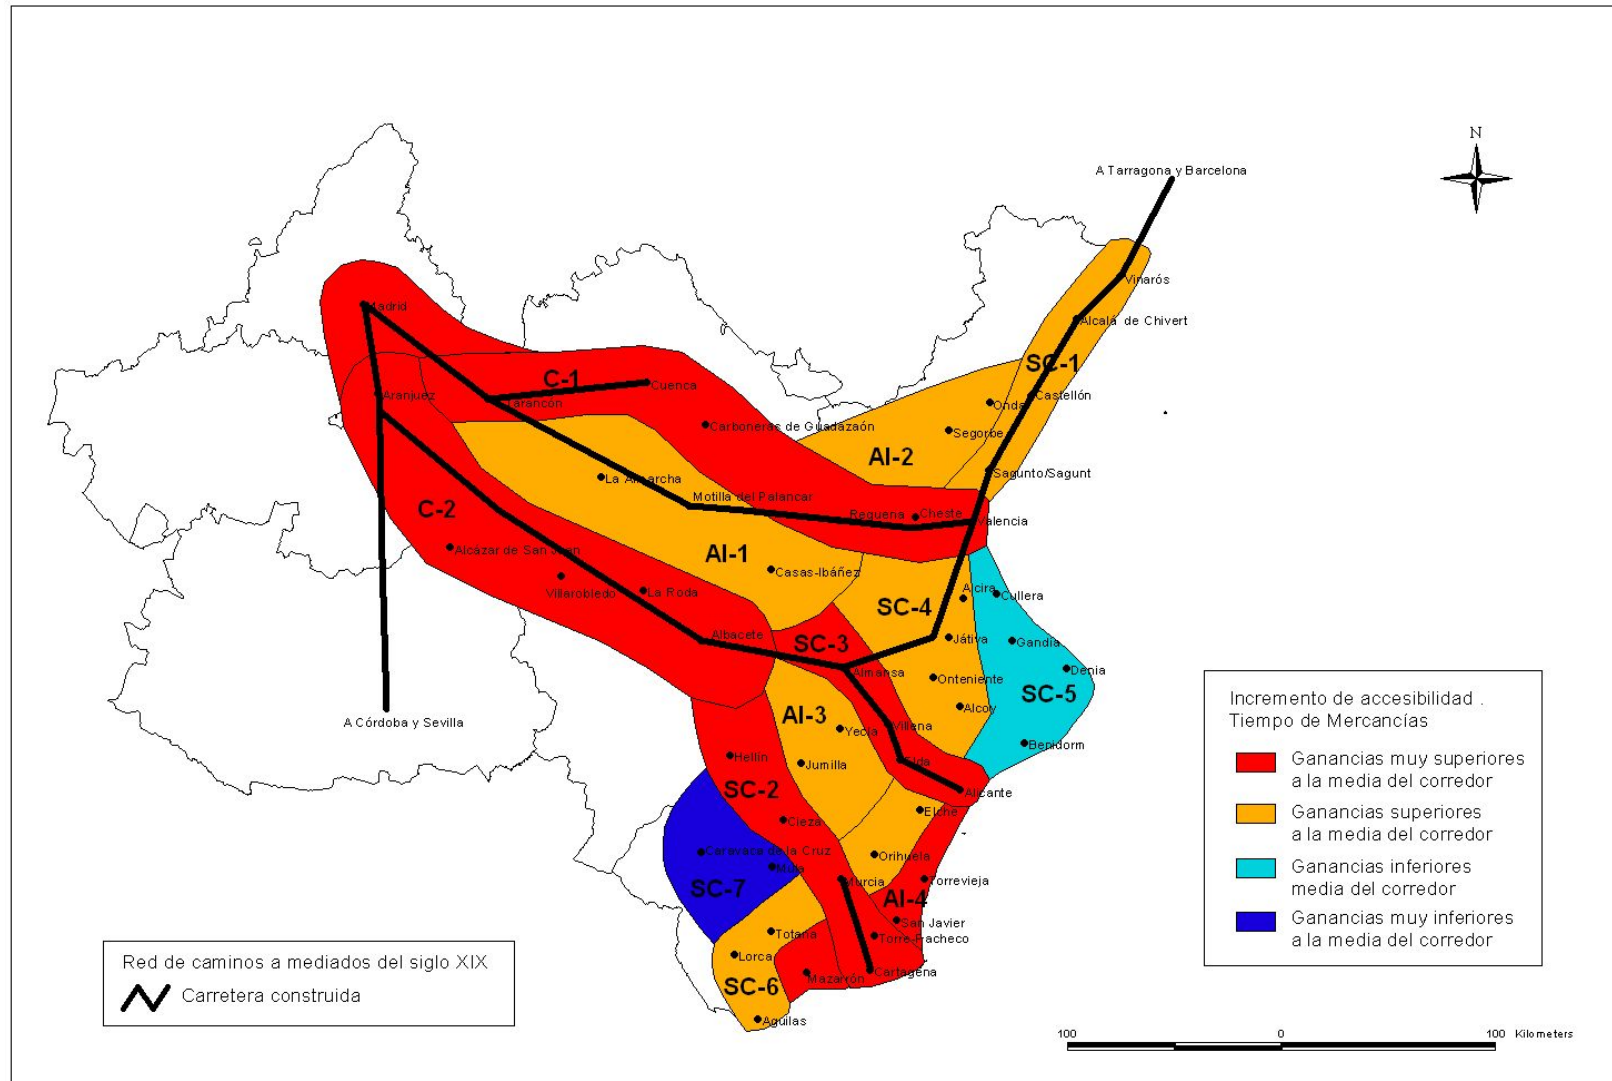 N
A Tarragona y Barcelona
Vinarós
Alcalá de Chivert
SC-1
Madrid
C-1
Cuenca
Aranjuez
Tarancón
Castellón
Onda
Carboneras de Guadazaón
Segorbe
AI-2
Sagunto/Sagunt
La Almarcha
Motilla del Palancar
C-2
Requena
Cheste
Valencia
Alcázar de San Juan
AI-1
Casas-Ibáñez
Villarobledo
La Roda
SC-4
Alcira
Cullera
Albacete
SC-3
Játiva
Gandía
Almansa
Onteniente
Denia
SC-5
A Córdoba y Sevilla
AI-3
Yecla
Villena
Alcoy
Benidorm
Hellín
Jumilla
Elda
SC-2
Alicante
Cieza
Elche
Caravaca de la Cruz
Orihuela
Mula
SC-7
Murcia
Torrevieja
AI-4
San Javier
Totana
Torre-Pacheco
Lorca
Mazarrón
Cartagena
SC-6
Aguilas
Incremento de accesibilidad .
Tiempo de Mercancías
Ganancias muy superiores
a la media del corredor
Ganancias superiores
a la media del corredor
Ganancias inferiores
media del corredor
Ganancias muy inferiores
a la media del corredor
Red de caminos a mediados del siglo XIX
Carretera construida
100 0 100 Kilometers